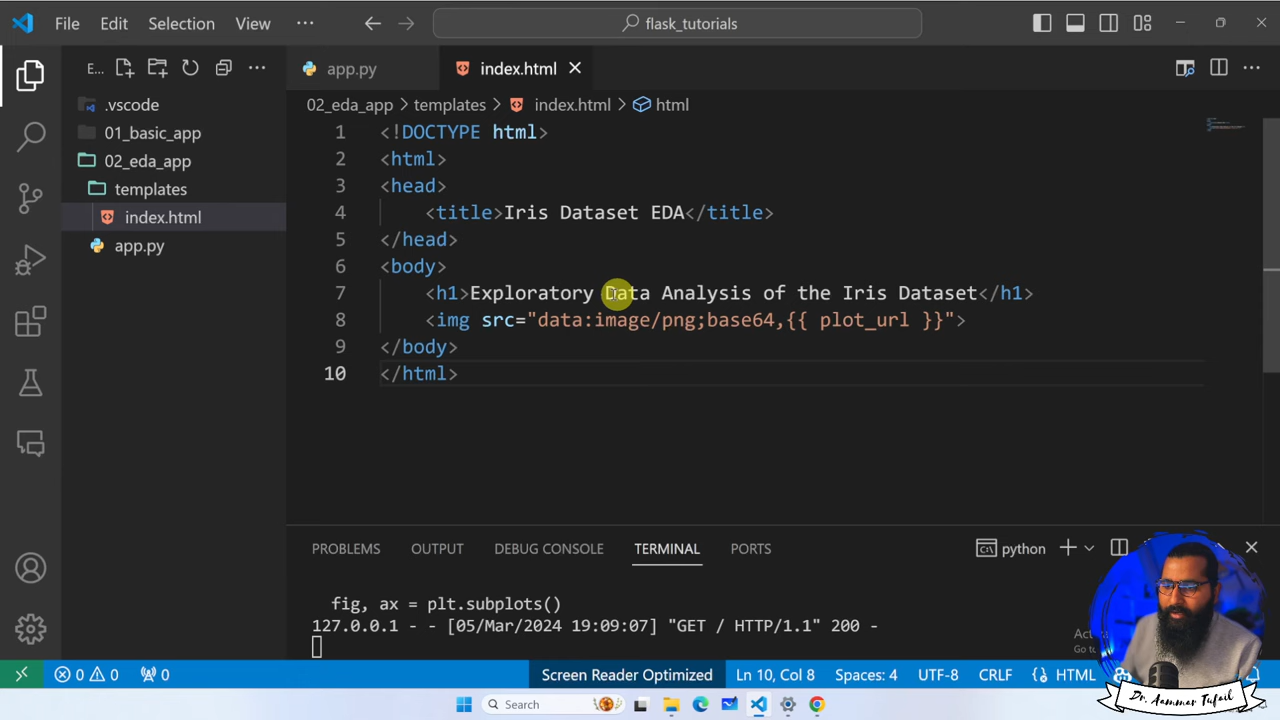 File Edit Selection View ··· flask_tutorials
E... app.py index.html
.vscode
01_basic_app
02_eda_app
templates
index.html
app.py
02_eda_app > templates > index.html > html
1 <!DOCTYPE html>
2 <html>
3 <head>
4 <title>Iris Dataset EDA</title>
5 </head>
6 <body>
7 <h1>Exploratory Data Analysis of the Iris Dataset</h1>
8 <img src="data:image/png;base64,{{ plot_url }}">
9 </body>
10 </html>
PROBLEMS OUTPUT DEBUG CONSOLE TERMINAL PORTS python
fig, ax = plt.subplots()
127.0.0.1 - - [05/Mar/2024 19:09:07] "GET / HTTP/1.1" 200 -
0 0 0 Screen Reader Optimized Ln 10, Col 8 Spaces: 4 UTF-8 CRLF HTML
Search
Dr. Aammar Tufail